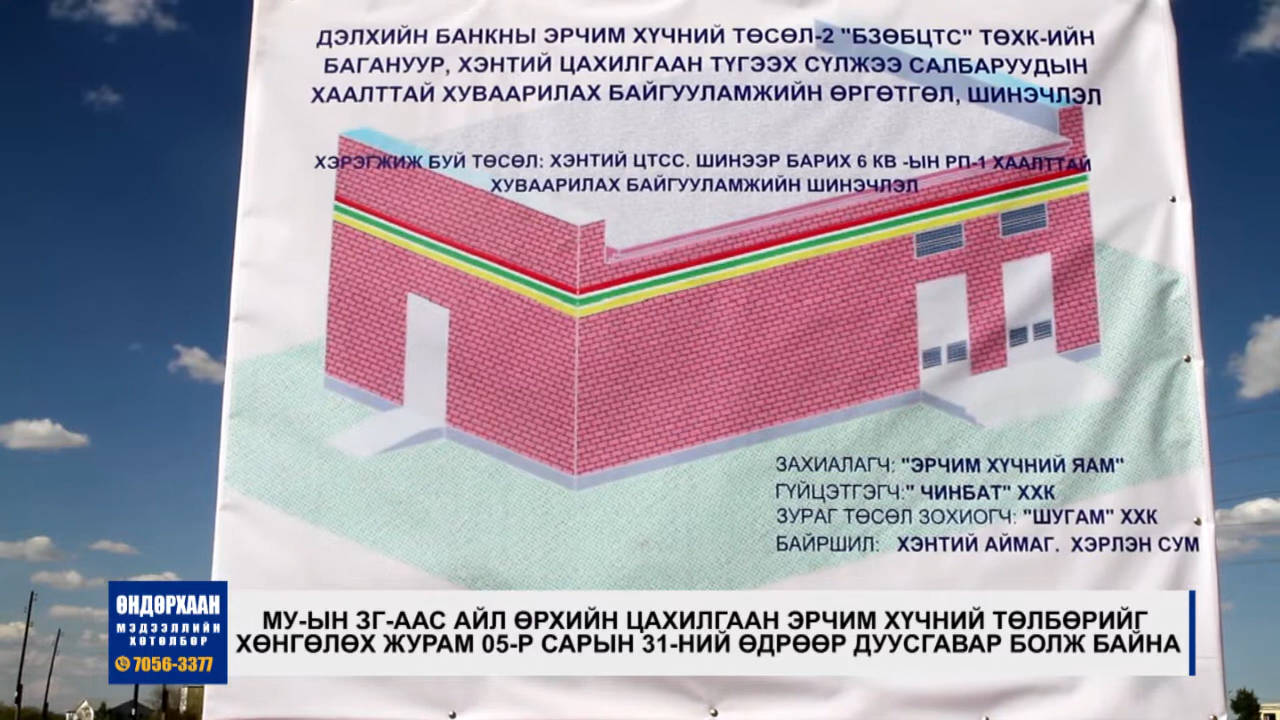 ДЭЛХИЙН БАНКНЫ ЭРЧИМ ХҮЧНИЙ ТӨСӨЛ-2 "БЗӨБЦТС" ТӨХК-ИЙН
БАГАНУУР, ХЭНТИЙ ЦАХИЛГААН ТҮГЭЭХ СҮЛЖЭЭ САЛБАРУУДЫН
ХААЛТТАЙ ХУВААРИЛАХ БАЙГУУЛАМЖИЙН ӨРГӨТГӨЛ, ШИНЭЧЛЭЛ
ХЭРЭГЖИЖ БУЙ ТӨСӨЛ: ХЭНТИЙ ЦТСС. ШИНЭЭР БАРИХ 6 КВ -ЫН РП-1 ХААЛТТАЙ
ХУВААРИЛАХ БАЙГУУЛАМЖИЙН ШИНЭЧЛЭЛ
ЗАХИАЛАГЧ: "ЭРЧИМ ХҮЧНИЙ ЯАМ"
ГҮЙЦЭТГЭГЧ:" ЧИНБАТ" ХХК
ЗУРАГ ТӨСӨЛ ЗОХИОГЧ: "ШУГАМ" ХХК
БАЙРШИЛ: ХЭНТИЙ АЙМАГ. ХЭРЛЭН СУМ
ӨНДӨРХААН
МЭДЭЭЛЛИЙН
ХӨТӨЛБӨР
7056-3377
МУ-ЫН ЗГ-ААС АЙЛ ӨРХИЙН ЦАХИЛГААН ЭРЧИМ ХҮЧНИЙ ТӨЛБӨРИЙГ
ХӨНГӨЛӨХ ЖУРАМ 05-Р САРЫН 31-НИЙ ӨДРӨӨР ДУУСГАВАР БОЛЖ БАЙНА